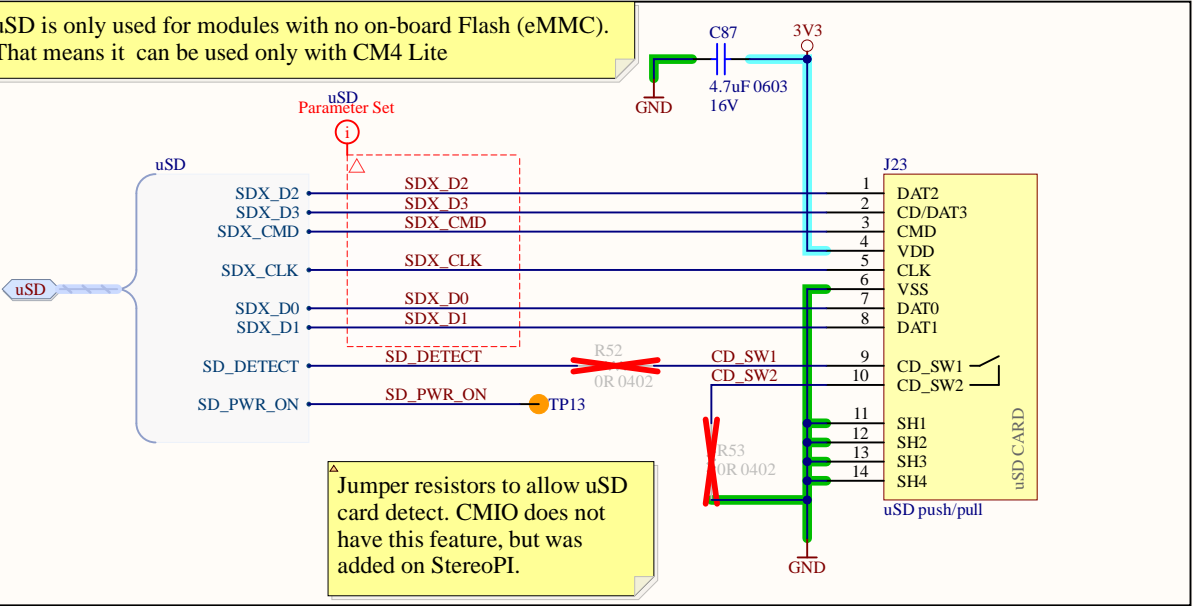 uSD is only used for modules with no on-board Flash (eMMC).
That means it can be used only with CM4 Lite
C87
3V3
4.7uF 0603
16V
GND
uSD
Parameter Set
i
uSD
J23
SDX_D2 SDX_D2 1 DAT2
SDX_D3 SDX_D3 2 CD/DAT3
SDX_CMD SDX_CMD 3 CMD
4 VDD
SDX_CLK SDX_CLK 5 CLK
uSD
6 VSS
SDX_D0 SDX_D0 7 DAT0
SDX_D1 SDX_D1 8 DAT1
SD_DETECT SD_DETECT R52 CD_SW1 9 CD_SW1
0R 0402 CD_SW2 10 CD_SW2
SD_PWR_ON SD_PWR_ON TP13
11 SH1
12 SH2
13 SH3
14 SH4
uSD CARD
R53
0R 0402
uSD push/pull
GND
Jumper resistors to allow uSD
card detect. CMIO does not
have this feature, but was
added on StereoPI.